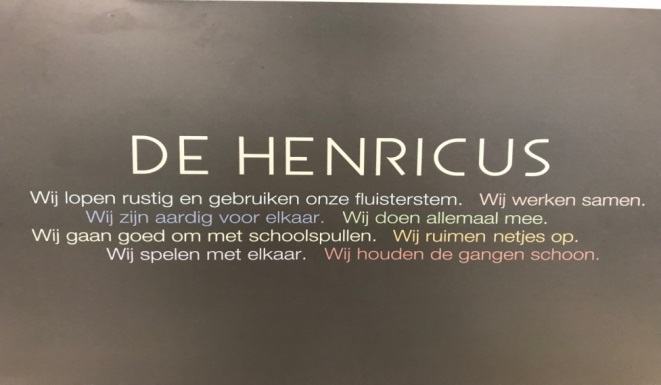 DE HENRICUS
Wij lopen rustig en gebruiken onze fluisterstem. Wij werken samen.
Wij zijn aardig voor elkaar. Wij doen allemaal mee.
Wij gaan goed om met schoolspullen. Wij ruimen netjes op.
Wij spelen met elkaar. Wij houden de gangen schoon.